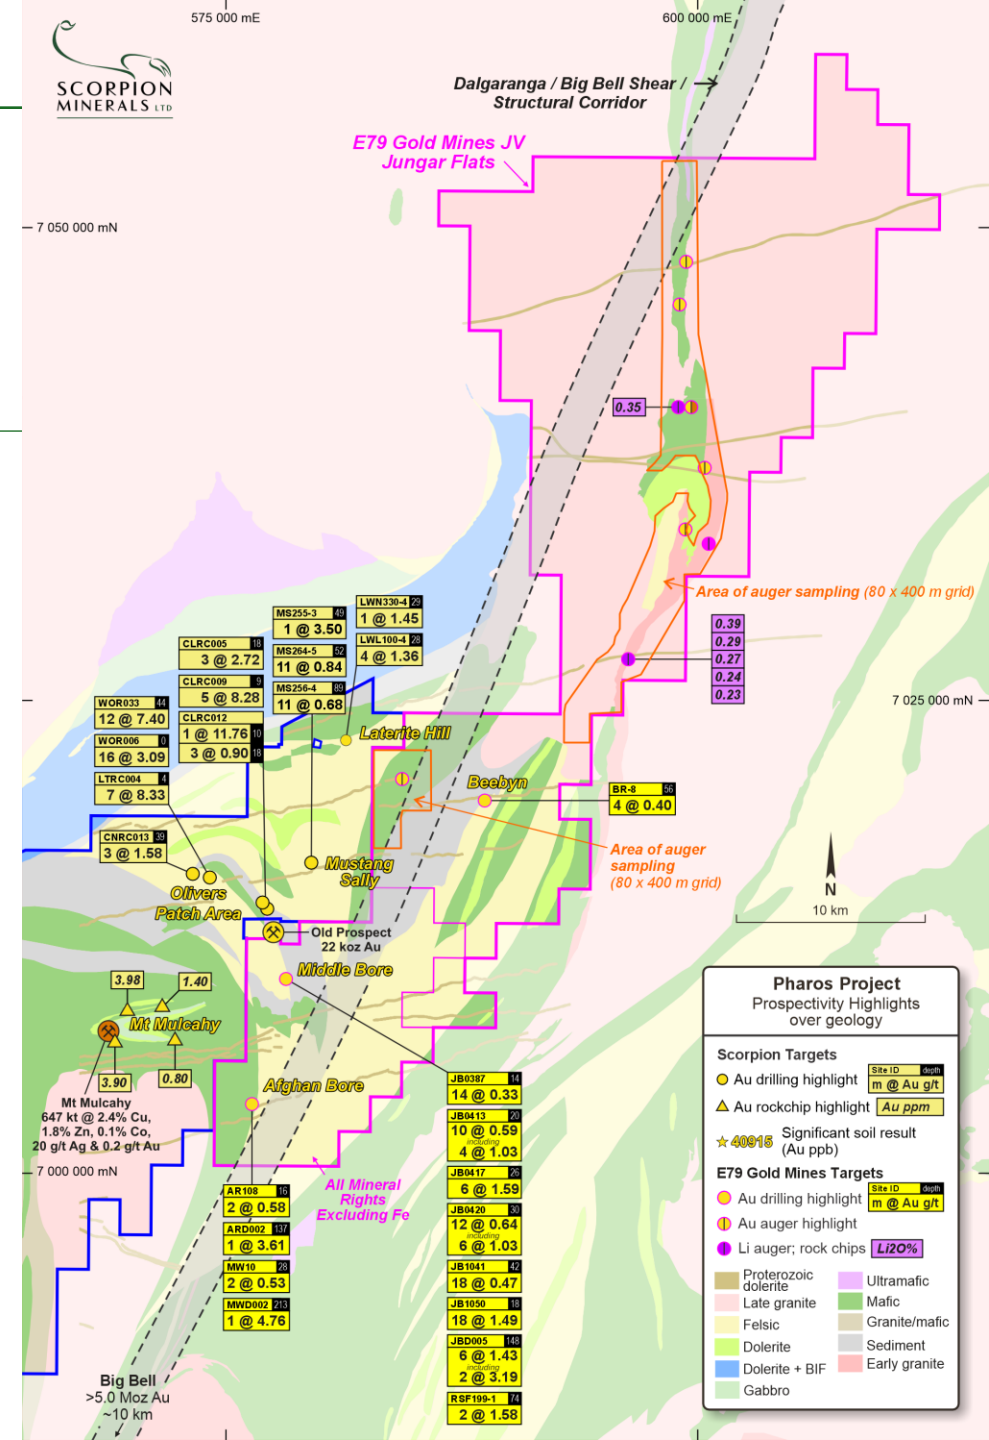 575 000 mE
600 000 mE
SCORPION
MINERALS LTD
Dalgaranga / Big Bell Shear /
Structural Corridor
E79 Gold Mines JV
Jungar Flats
7 050 000 mN
0.35
Area of auger sampling (80 x 400 m grid)
0.39
0.29
0.27
0.24
0.23
7 025 000 mN
LWN330-4 29
1 @ 1.45
LWL100-4 28
4 @ 1.36
MS255-3 49
1 @ 3.50
MS264-5 52
11 @ 0.84
MS256-4 89
11 @ 0.68
CLRC005 18
3 @ 2.72
CLRC009 9
5 @ 8.28
CLRC012
1 @ 11.76 10
3 @ 0.90 18
WOR033 44
12 @ 7.40
WOR006 0
16 @ 3.09
LTRC004 4
7 @ 8.33
CNRC013 39
3 @ 1.58
Laterite Hill
Beebyn
BR-8 56
4 @ 0.40
Area of auger
sampling
(80 x 400 m grid)
Mustang
Sally
Olivers
Patch Area
Old Prospect
22 koz Au
Middle Bore
N
10 km
3.98
1.40
Mt Mulcahy
3.90
0.80
Mt Mulcahy
647 kt @ 2.4% Cu,
1.8% Zn, 0.1% Co,
20 g/t Ag & 0.2 g/t Au
7 000 000 mN
Afghan Bore
All Mineral
Rights
Excluding Fe
AR108 16
2 @ 0.58
ARD002 137
1 @ 3.61
MW10 28
2 @ 0.53
MWD002 213
1 @ 4.76
JB0387 14
14 @ 0.33
JB0413 20
10 @ 0.59
including
4 @ 1.03
JB0417 26
6 @ 1.59
JB0420 30
12 @ 0.64
including
6 @ 1.03
JB1041 42
18 @ 0.47
JB1050 18
18 @ 1.49
JBD005 148
6 @ 1.43
including
2 @ 3.19
RSF199-1 74
2 @ 1.58
Big Bell
>5.0 Moz Au
~10 km
Pharos Project
Prospectivity Highlights
over geology
Scorpion Targets
Au drilling highlight
Site ID depth
m @ Au g/t
Au rockchip highlight
Au ppm
40915
Significant soil result
(Au ppb)
E79 Gold Mines Targets
Au drilling highlight
Site ID depth
m @ Au g/t
Au auger highlight
Li auger; rock chips
Li2O%
Proterozoic
dolerite
Late granite
Felsic
Dolerite
Dolerite + BIF
Gabbro
Ultramafic
Mafic
Granite/mafic
Sediment
Early granite